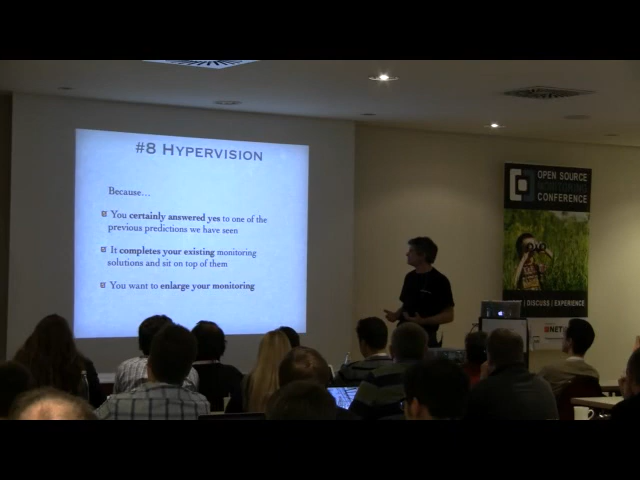 #8 Hypervision
Because...
You certainly answered yes to one of the
previous predictions we have seen
It completes your existing monitoring
solutions and sit on top of them
You want to enlarge your monitoring
OPEN SOURCE
MONITORING
CONFERENCE
| DISCUSS | EXPERIENCE
NET